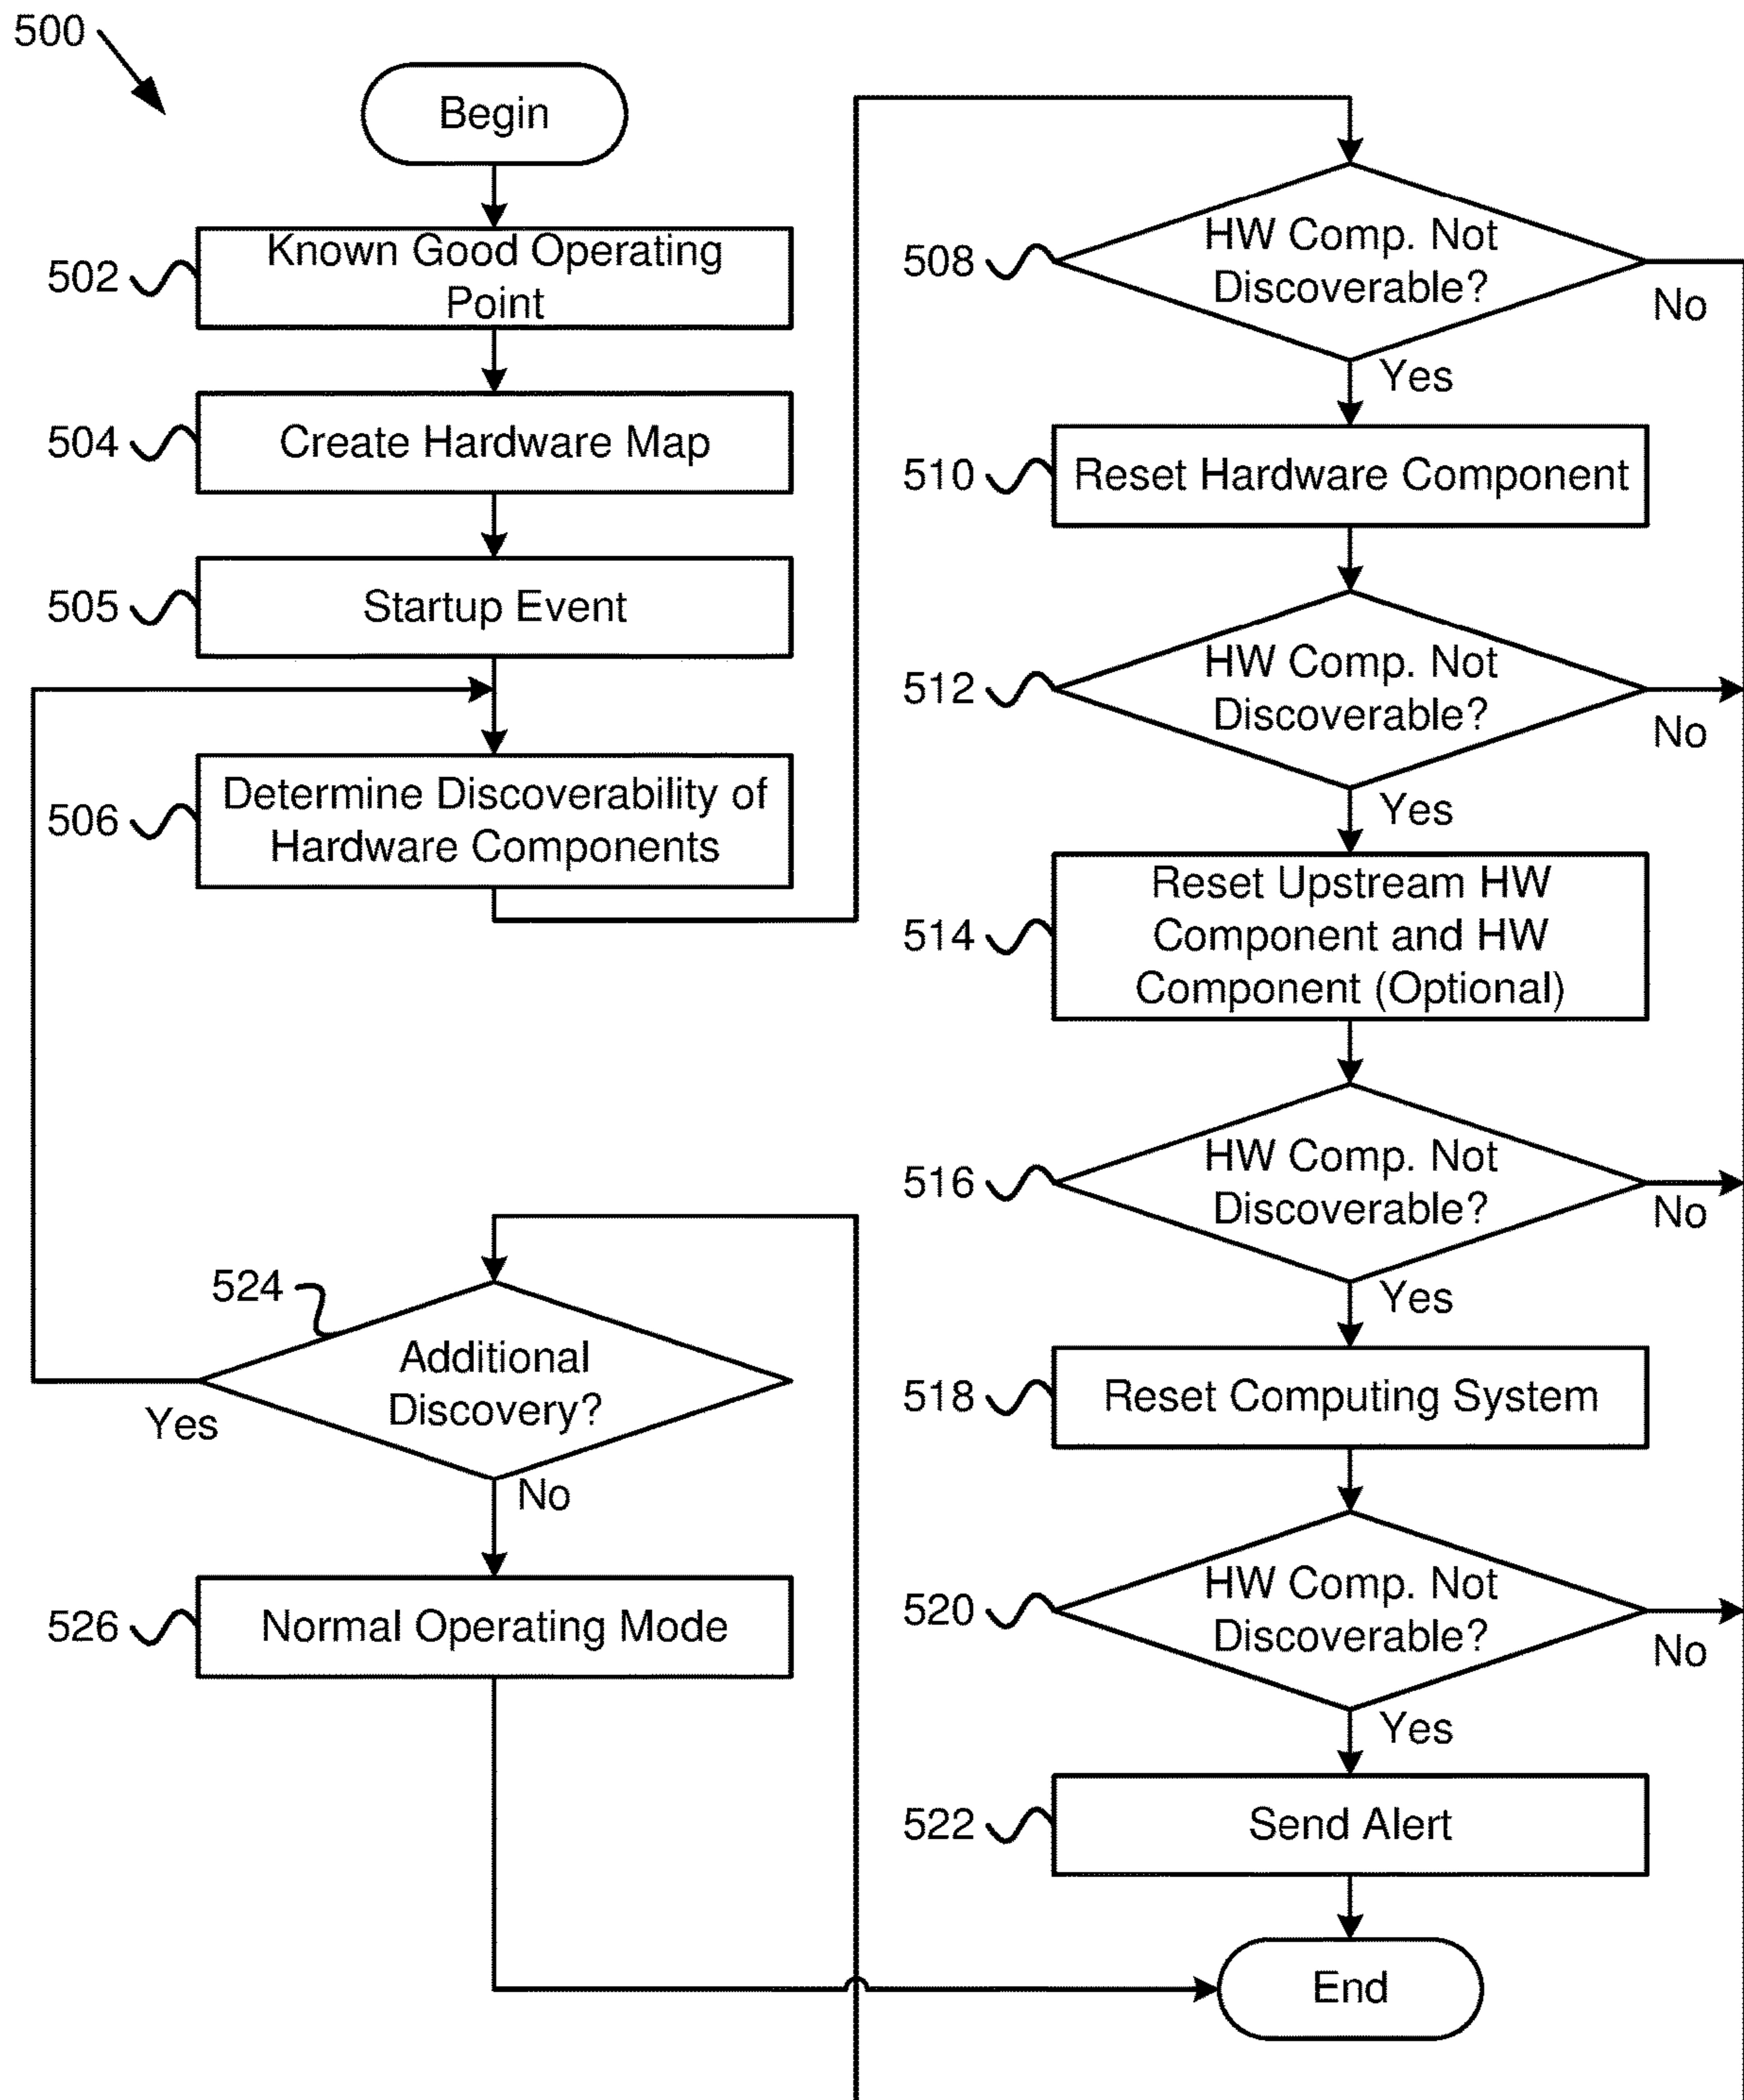 500
Begin
502
Known Good Operating
Point
504
Create Hardware Map
505
Startup Event
506
Determine Discoverability of
Hardware Components
508
HW Comp. Not
Discoverable?
No
Yes
510
Reset Hardware Component
512
HW Comp. Not
Discoverable?
No
Yes
514
Reset Upstream HW
Component and HW
Component (Optional)
516
HW Comp. Not
Discoverable?
No
Yes
518
Reset Computing System
520
HW Comp. Not
Discoverable?
No
Yes
522
Send Alert
End
524
Additional
Discovery?
Yes
No
526
Normal Operating Mode